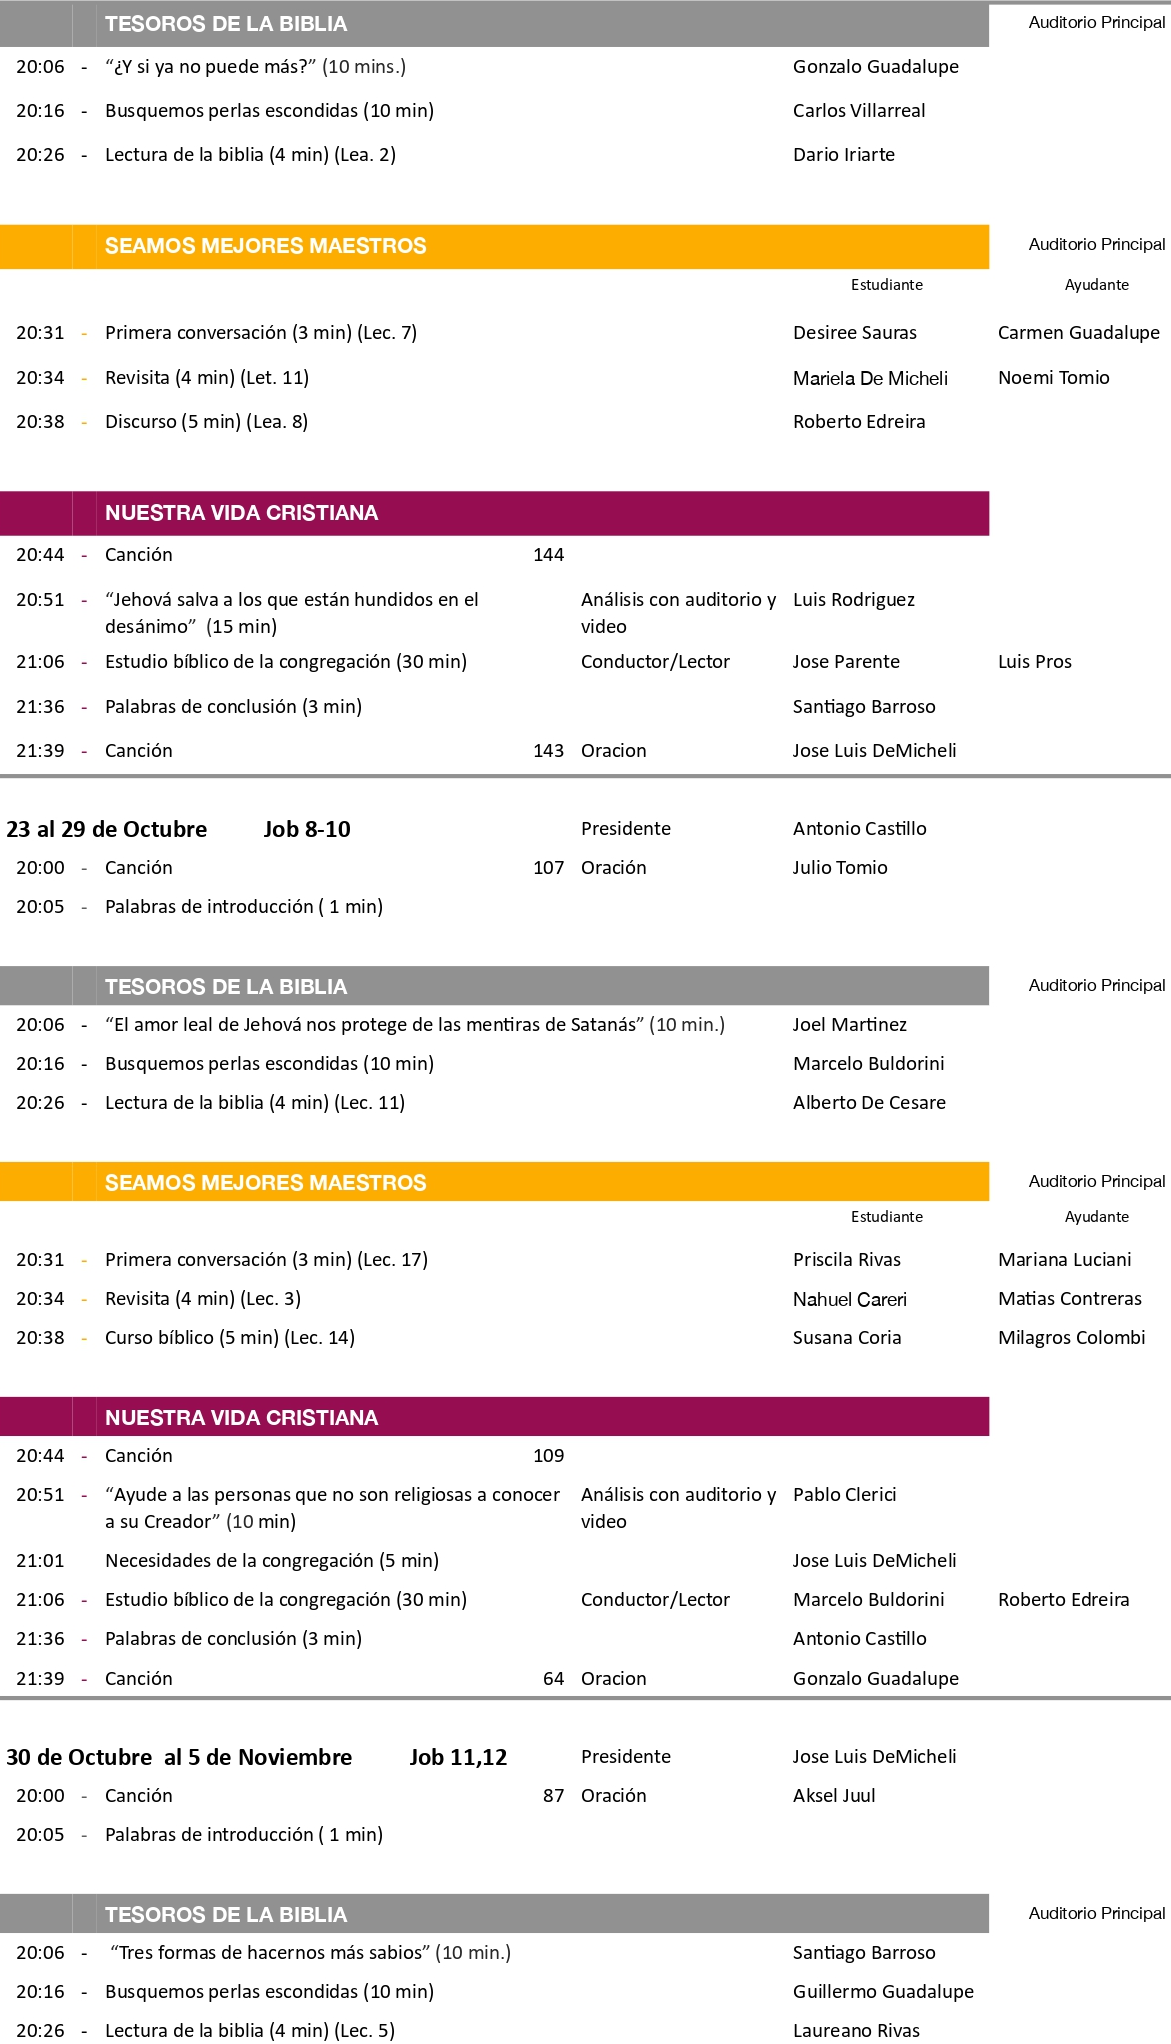 TESOROS DE LA BIBLIA Auditorio Principal
20:06 - “¿Y si ya no puede más?” (10 mins.) Gonzalo Guadalupe
20:16 - Busquemos perlas escondidas (10 min) Carlos Villarreal
20:26 - Lectura de la biblia (4 min) (Lea. 2) Dario Iriarte
SEAMOS MEJORES MAESTROS Auditorio Principal
Estudiante Ayudante
20:31 - Primera conversación (3 min) (Lec. 7) Desiree Sauras Carmen Guadalupe
20:34 - Revisita (4 min) (Let. 11) Mariela De Micheli Noemi Tomio
20:38 - Discurso (5 min) (Lea. 8) Roberto Edreira
NUESTRA VIDA CRISTIANA
20:44 - Canción 144
20:51 - “Jehová salva a los que están hundidos en el Análisis con auditorio y Luis Rodriguez
desánimo” (15 min) video
21:06 - Estudio bíblico de la congregación (30 min) Conductor/Lector Jose Parente Luis Pros
21:36 - Palabras de conclusión (3 min) Santiago Barroso
21:39 - Canción 143 Oracion Jose Luis DeMicheli
23 al 29 de Octubre Job 8-10 Presidente Antonio Castillo
20:00 - Canción 107 Oración Julio Tomio
20:05 - Palabras de introducción ( 1 min)
TESOROS DE LA BIBLIA Auditorio Principal
20:06 - “El amor leal de Jehová nos protege de las mentiras de Satanás” (10 min.) Joel Martinez
20:16 - Busquemos perlas escondidas (10 min) Marcelo Buldorini
20:26 - Lectura de la biblia (4 min) (Lec. 11) Alberto De Cesare
SEAMOS MEJORES MAESTROS Auditorio Principal
Estudiante Ayudante
20:31 - Primera conversación (3 min) (Lec. 17) Priscila Rivas Mariana Luciani
20:34 - Revisita (4 min) (Lec. 3) Nahuel Careri Matias Contreras
20:38 - Curso bíblico (5 min) (Lec. 14) Susana Coria Milagros Colombi
NUESTRA VIDA CRISTIANA
20:44 - Canción 109
20:51 - “Ayude a las personas que no son religiosas a conocer Análisis con auditorio y Pablo Clerici
a su Creador” (10 min) video
21:01 Necesidades de la congregación (5 min) Jose Luis DeMicheli
21:06 - Estudio bíblico de la congregación (30 min) Conductor/Lector Marcelo Buldorini Roberto Edreira
21:36 - Palabras de conclusión (3 min) Antonio Castillo
21:39 - Canción 64 Oracion Gonzalo Guadalupe
30 de Octubre al 5 de Noviembre Job 11,12 Presidente Jose Luis DeMicheli
20:00 - Canción 87 Oración Aksel Juul
20:05 - Palabras de introducción ( 1 min)
TESOROS DE LA BIBLIA Auditorio Principal
20:06 - “Tres formas de hacernos más sabios” (10 min.) Santiago Barroso
20:16 - Busquemos perlas escondidas (10 min) Guillermo Guadalupe
20:26 - Lectura de la biblia (4 min) (Lec. 5) Laureano Rivas